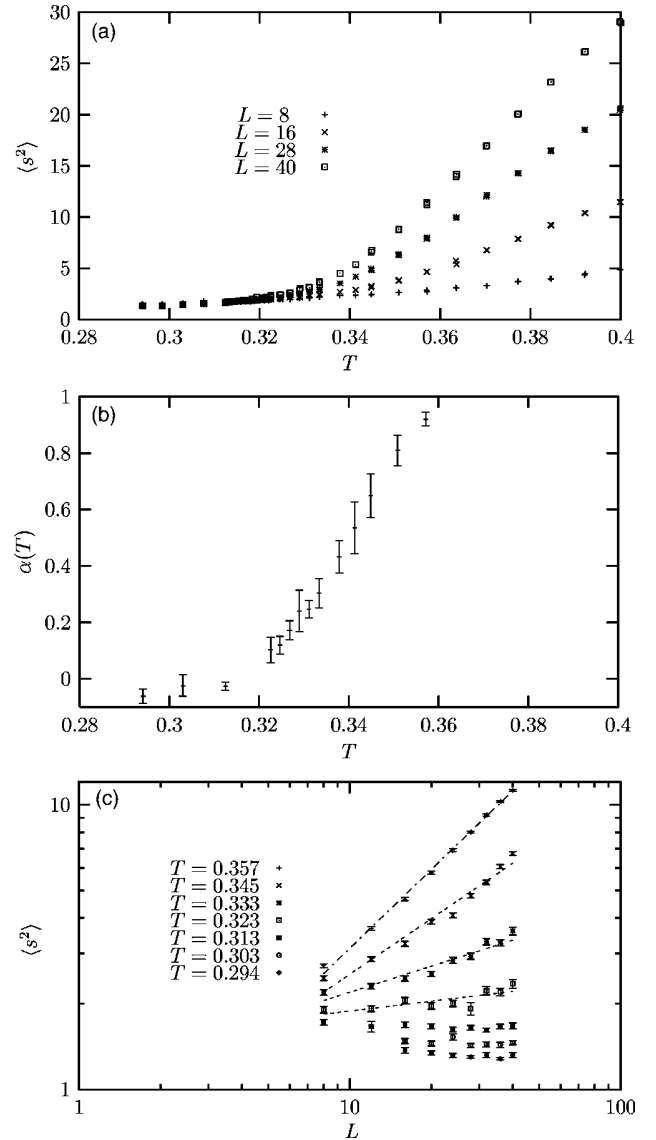 (a)
30
25
20
15
10
5
0
⟨s²⟩
L = 8
L = 16
L = 28
L = 40
0.28 0.3 0.32 0.34 0.36 0.38 0.4
T
(b)
1
0.8
0.6
0.4
0.2
0
α(T)
0.28 0.3 0.32 0.34 0.36 0.38 0.4
T
(c)
10
1
⟨s²⟩
T = 0.357
T = 0.345
T = 0.333
T = 0.323
T = 0.313
T = 0.303
T = 0.294
1 10 100
L